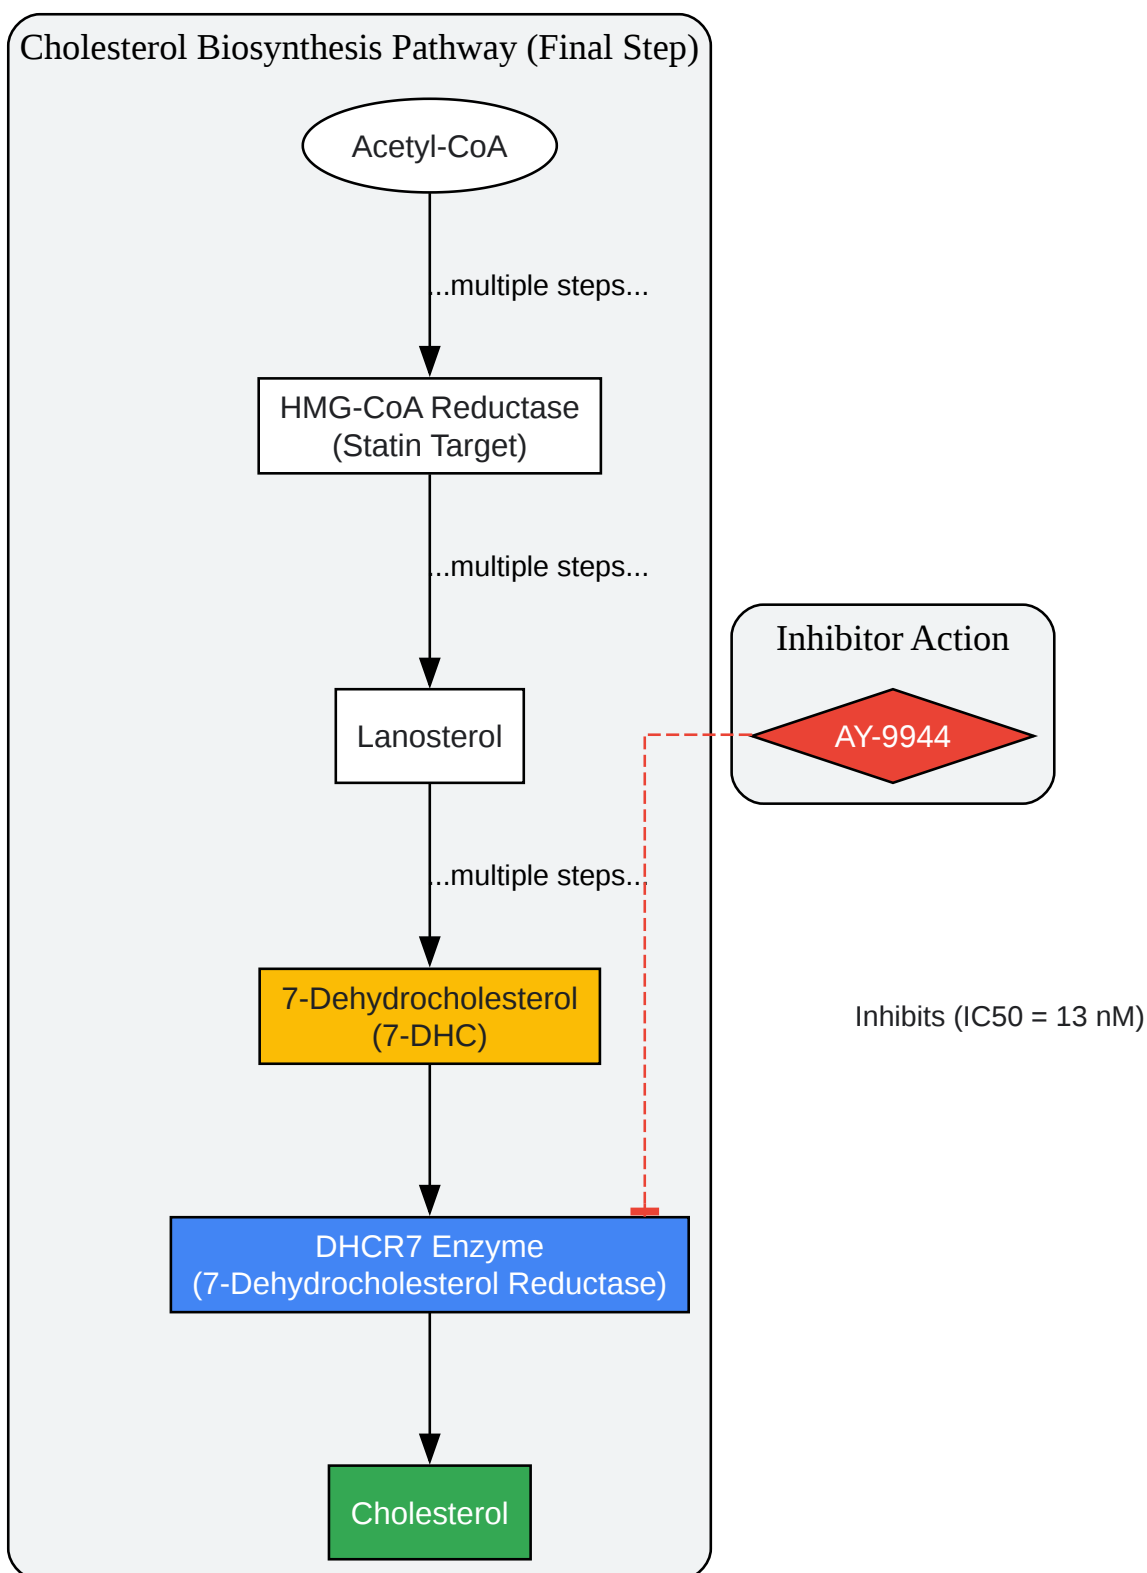 Cholesterol Biosynthesis Pathway (Final Step)
Acetyl-CoA
...multiple steps...
HMG-CoA Reductase
(Statin Target)
...multiple steps...
Inhibitor Action
Lanosterol
AY-9944
...multiple steps...
7-Dehydrocholesterol
(7-DHC)
Inhibits (IC50 = 13 nM)
DHCR7 Enzyme
(7-Dehydrocholesterol Reductase)
Cholesterol